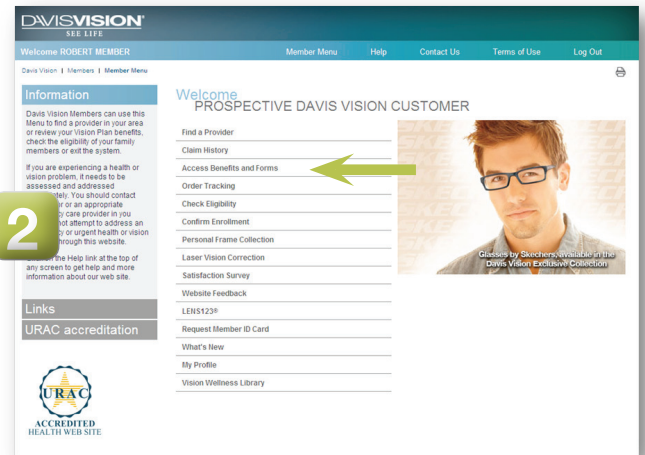 DAVISVISION
SEE LIFE
Welcome ROBERT MEMBER
Member Menu Help Contact Us Terms of Use Log Out
Davis Vision | Members | Member Menu
Information
Davis Vision Members can use this
Menu to find a provider in your area
or review your Vision Plan benefits,
check the eligibility of your family
members or exit the system.
If you are experiencing a health or
vision problem, it needs to be
assessed and addressed
or an appropriate
care provider in you
not attempt to address an
or urgent health or vision
through this website.
the Help link at the top of
any screen to get help and more
information about our web site.
2
Links
URAC accreditation
URAC
ACCREDITED
HEALTH WEB SITE
Welcome
PROSPECTIVE DAVIS VISION CUSTOMER
Find a Provider
Claim History
Access Benefits and Forms
Order Tracking
Check Eligibility
Confirm Enrollment
Personal Frame Collection
Laser Vision Correction
Satisfaction Survey
Website Feedback
LENS123®
Request Member ID Card
What's New
My Profile
Vision Wellness Library
Glasses by Skechers, available in the
Davis Vision Exclusive Collection